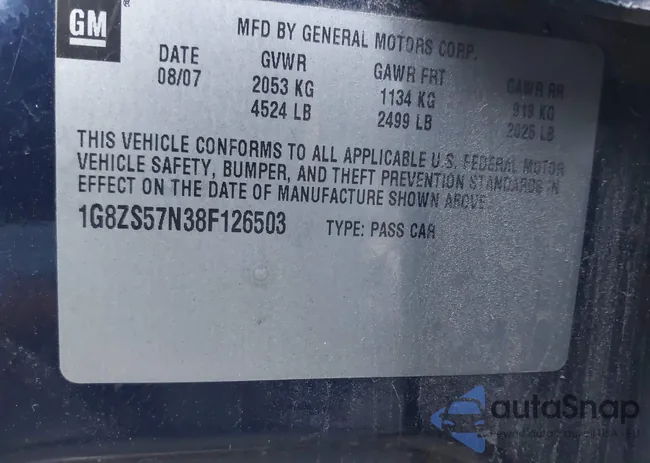 GM
MFD BY GENERAL MOTORS CORP.
DATE GVWR GAWR FRT GAWR RR
08/07 2053 KG 1134 KG 919 KG
4524 LB 2499 LB 2026 LB
THIS VEHICLE CONFORMS TO ALL APPLICABLE U.S. FEDERAL MOTOR
VEHICLE SAFETY, BUMPER, AND THEFT PREVENTION STANDARDS IN
EFFECT ON THE DATE OF MANUFACTURE SHOWN ABOVE.
1G8ZS57N38F126503 TYPE: PASS CAR
autoSnap